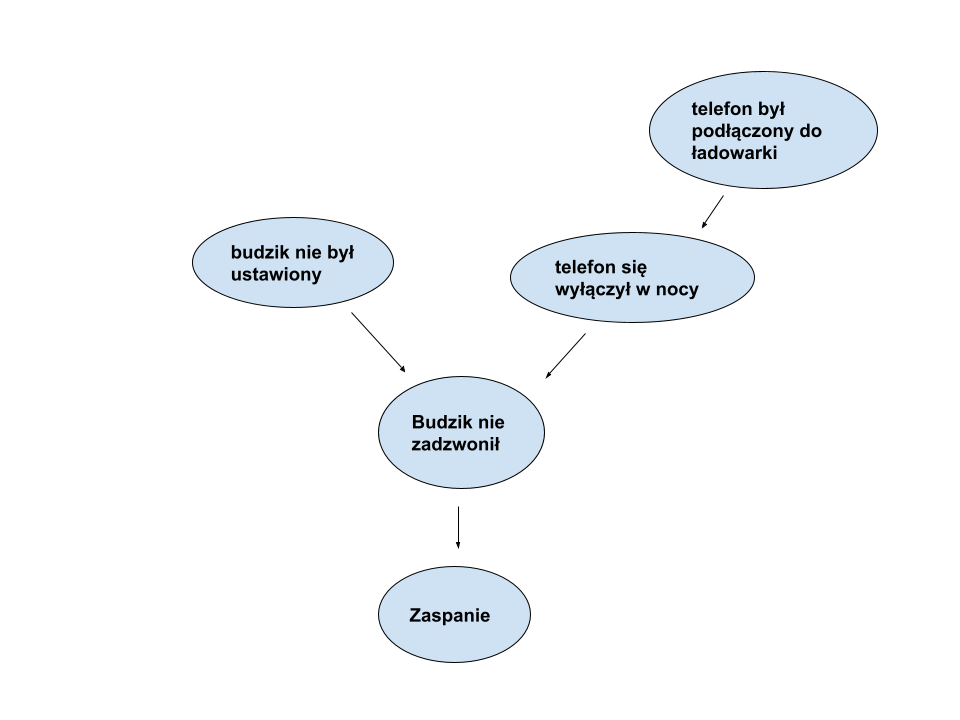 telefon był
podłączony do
ładowarki
budzik nie był
ustawiony
telefon się
wyłączył w nocy
Budzik nie
zadzwonił
Zaspanie